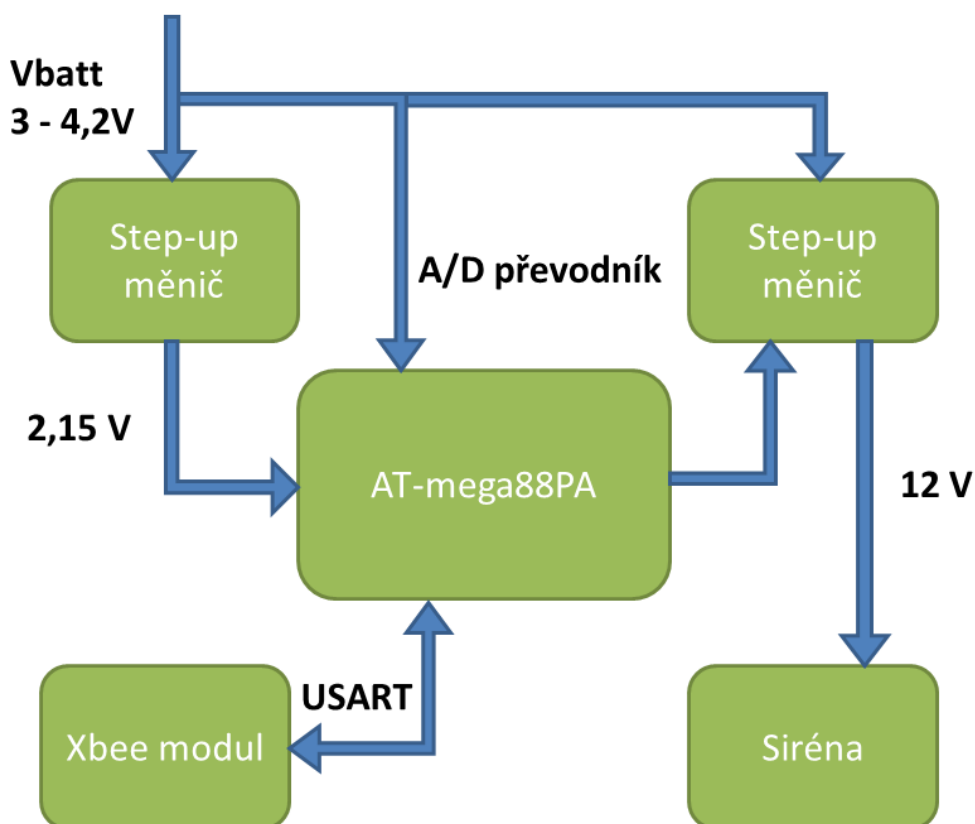 Vbatt
3 - 4,2V
Step-up
měnič
A/D převodník
Step-up
měnič
2,15 V
AT-mega88PA
12 V
USART
Xbee modul
Siréna